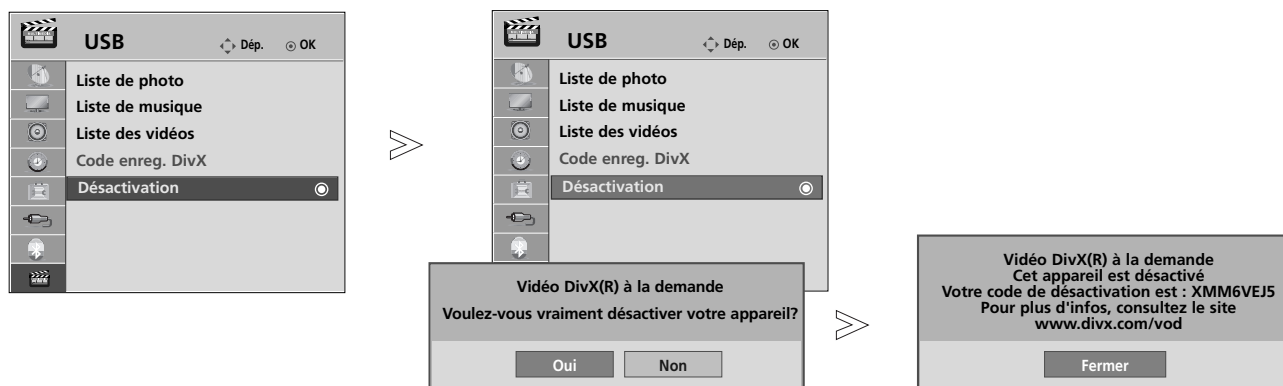 USB Dép. OK
Liste de photo
Liste de musique
Liste des vidéos
Code enreg. DivX
Désactivation
USB Dép. OK
Liste de photo
Liste de musique
Liste des vidéos
Code enreg. DivX
Désactivation
Vidéo DivX(R) à la demande
Voulez-vous vraiment désactiver votre appareil?
Oui Non
Vidéo DivX(R) à la demande
Cet appareil est désactivé
Votre code de désactivation est : XMM6VEJ5
Pour plus d'infos, consultez le site
www.divx.com/vod
Fermer